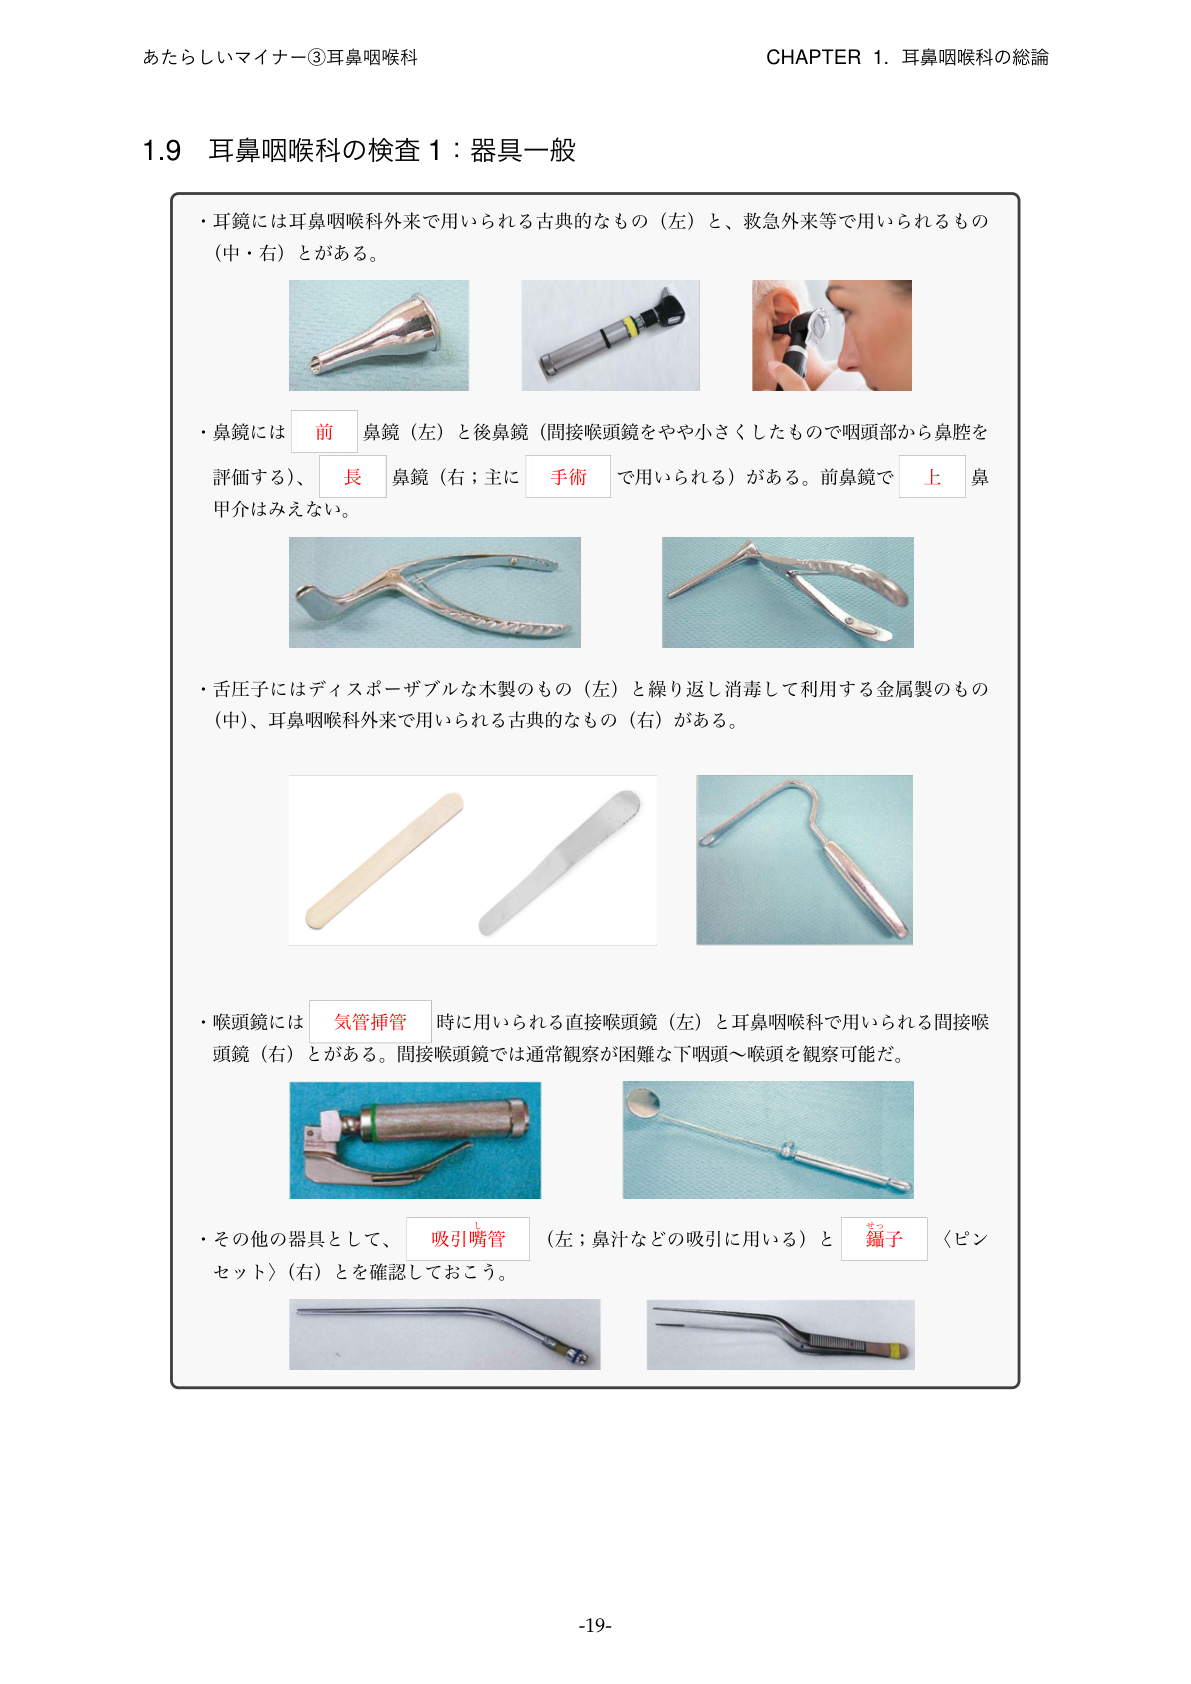 あたらしいマイナー③耳鼻咽喉科
CHAPTER 1. 耳鼻咽喉科の総論
1.9 耳鼻咽喉科の検査 1：器具一般
・耳鏡には耳鼻咽喉科外来で用いられる古典的なもの（左）と、救急外来等で用いられるもの
（中・右）とがある。
・鼻鏡には 前 鼻鏡（左）と後鼻鏡（間接喉頭鏡をやや小さくしたもので咽頭部から鼻腔を
評価する）、 長 鼻鏡（右；主に 手術 で用いられる）がある。前鼻鏡で 上 鼻
甲介はみえない。
・舌圧子にはディスポーザブルな木製のもの（左）と繰り返し消毒して利用する金属製のもの
（中）、耳鼻咽喉科外来で用いられる古典的なもの（右）がある。
・喉頭鏡には 気管挿管 時に用いられる直接喉頭鏡（左）と耳鼻咽喉科で用いられる間接喉
頭鏡（右）とがある。間接喉頭鏡では通常観察が困難な下咽頭〜喉頭を観察可能だ。
し
せっ
・その他の器具として、 吸引嘴管 （左；鼻汁などの吸引に用いる）と 鑷子 〈ピン
セット〉（右）とを確認しておこう。
-19-